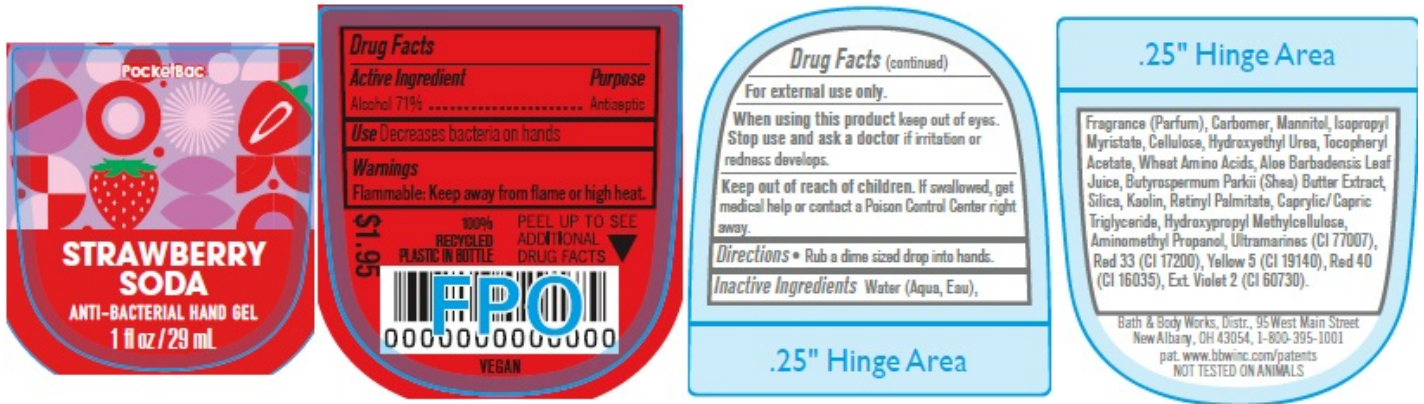 PocketBac
STRAWBERRY
SODA
ANTI-BACTERIAL HAND GEL
1 fl oz / 29 mL
Drug Facts
Active Ingredient Purpose
Alcohol 71% ........................ Antiseptic
Use Decreases bacteria on hands
Warnings
Flammable: Keep away from flame or high heat.
$1.95
100%
RECYCLED
PLASTIC IN BOTTLE
PEEL UP TO SEE
ADDITIONAL
DRUG FACTS
FPO
00000000000000
VEGAN
Drug Facts (continued)
For external use only.
When using this product keep out of eyes.
Stop use and ask a doctor if irritation or
redness develops.
Keep out of reach of children. If swallowed, get
medical help or contact a Poison Control Center right
away.
Directions • Rub a dime sized drop into hands.
Inactive Ingredients Water (Aqua, Eau),
.25" Hinge Area
.25" Hinge Area
Fragrance (Parfum), Carbomer, Mannitol, Isopropyl
Myristate, Cellulose, Hydroxyethyl Urea, Tocopheryl
Acetate, Wheat Amino Acids, Aloe Barbadensis Leaf
Juice, Butyrospermum Parkii (Shea) Butter Extract,
Silica, Kaolin, Retinyl Palmitate, Caprylic/ Capric
Triglyceride, Hydroxypropyl Methylcellulose,
Aminomethyl Propanol, Ultramarines (CI 77007),
Red 33 (CI 17200), Yellow 5 (CI 19140), Red 40
(CI 16035), Ext. Violet 2 (CI 60730).
Bath & Body Works, Distr., 95 West Main Street
New Albany, OH 43054, 1-800-395-1001
pat. www.bbwinc.com/patents
NOT TESTED ON ANIMALS